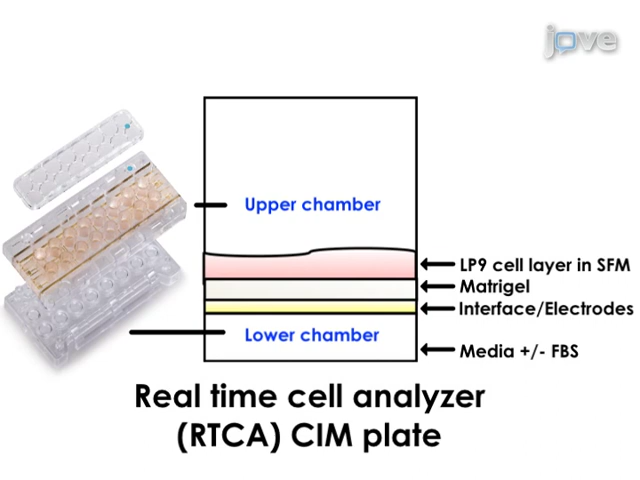 jove
Upper chamber
LP9 cell layer in SFM
Matrigel
Interface/Electrodes
Lower chamber
Media +/- FBS
Real time cell analyzer
(RTCA) CIM plate